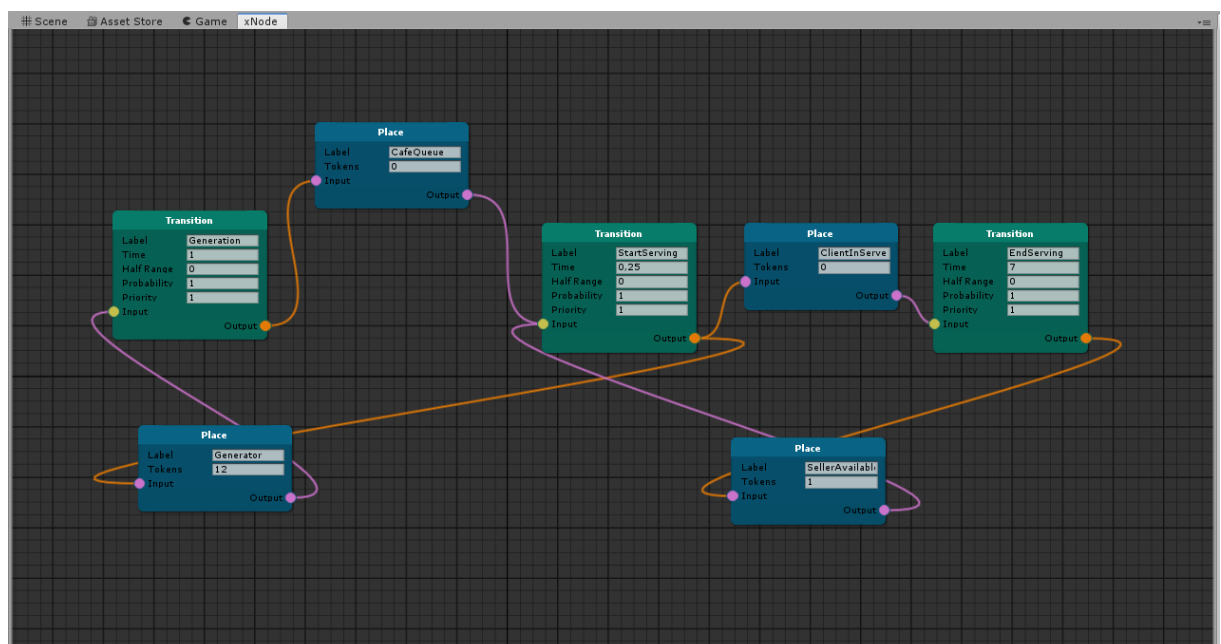 Scene Asset Store Game xNode
Place
Label CafeQueue
Tokens 0
Input
Output
Transition
Label Generation
Time 1
Half Range 0
Probability 1
Priority 1
Input
Output
Transition
Label StartServing
Time 0,25
Half Range 0
Probability 1
Priority 1
Input
Output
Place
Label ClientInServe
Tokens 0
Input
Output
Transition
Label EndServing
Time 7
Half Range 0
Probability 1
Priority 1
Input
Output
Place
Label Generator
Tokens 12
Input
Output
Place
Label SellerAvailabl
Tokens 1
Input
Output